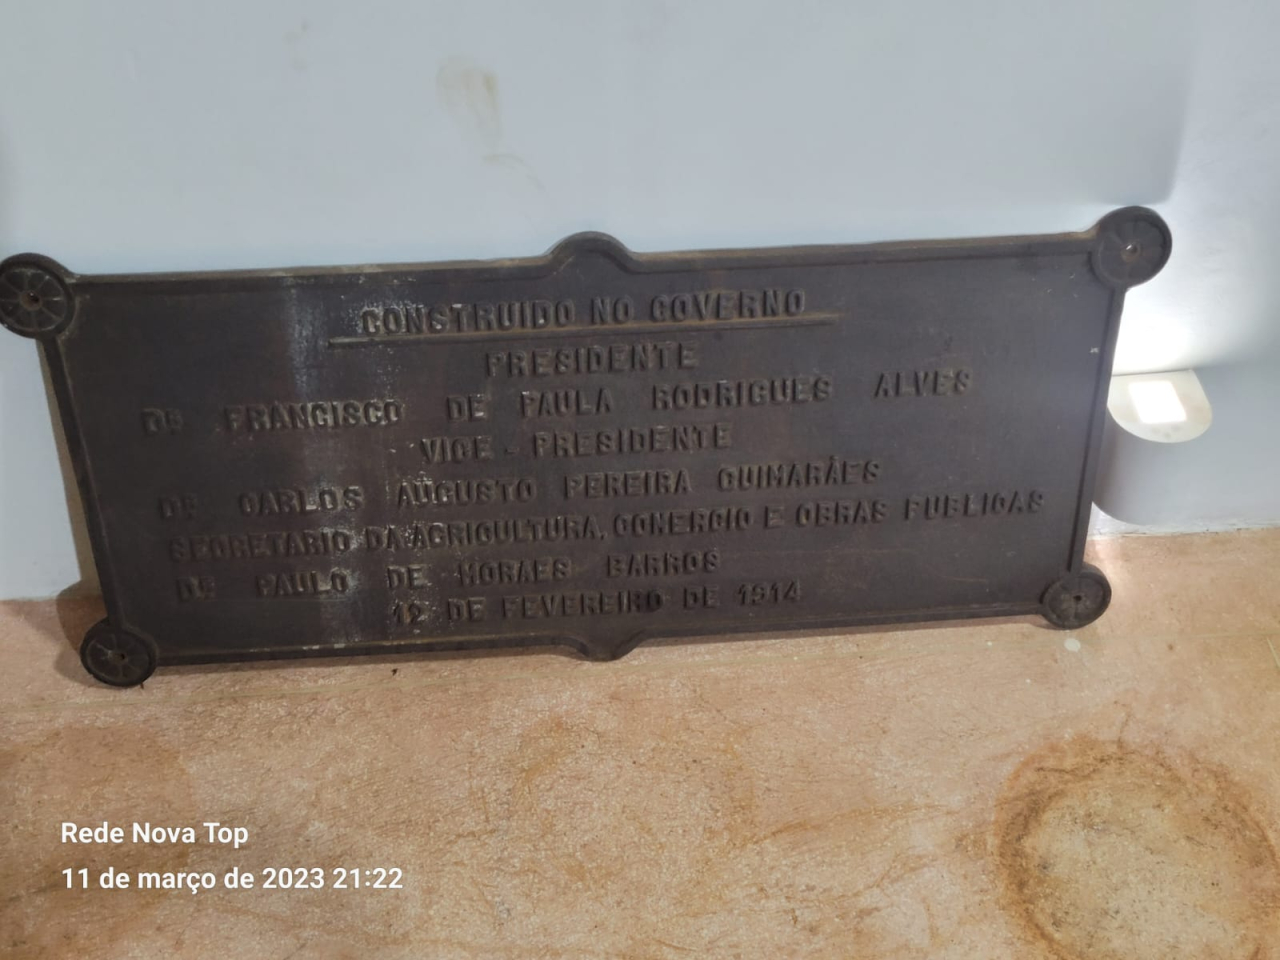 CONSTRUIDO NO GOVERNO
PRESIDENTE
DR FRANCISCO DE PAULA RODRIGUES ALVES
VICE - PRESIDENTE
DR CARLOS AUGUSTO PEREIRA GUIMARÃES
SECRETARIO DA AGRICULTURA, COMERCIO E OBRAS PUBLICAS
DR PAULO DE MORAES BARROS
12 DE FEVEREIRO DE 1914
Rede Nova Top
11 de março de 2023 21:22